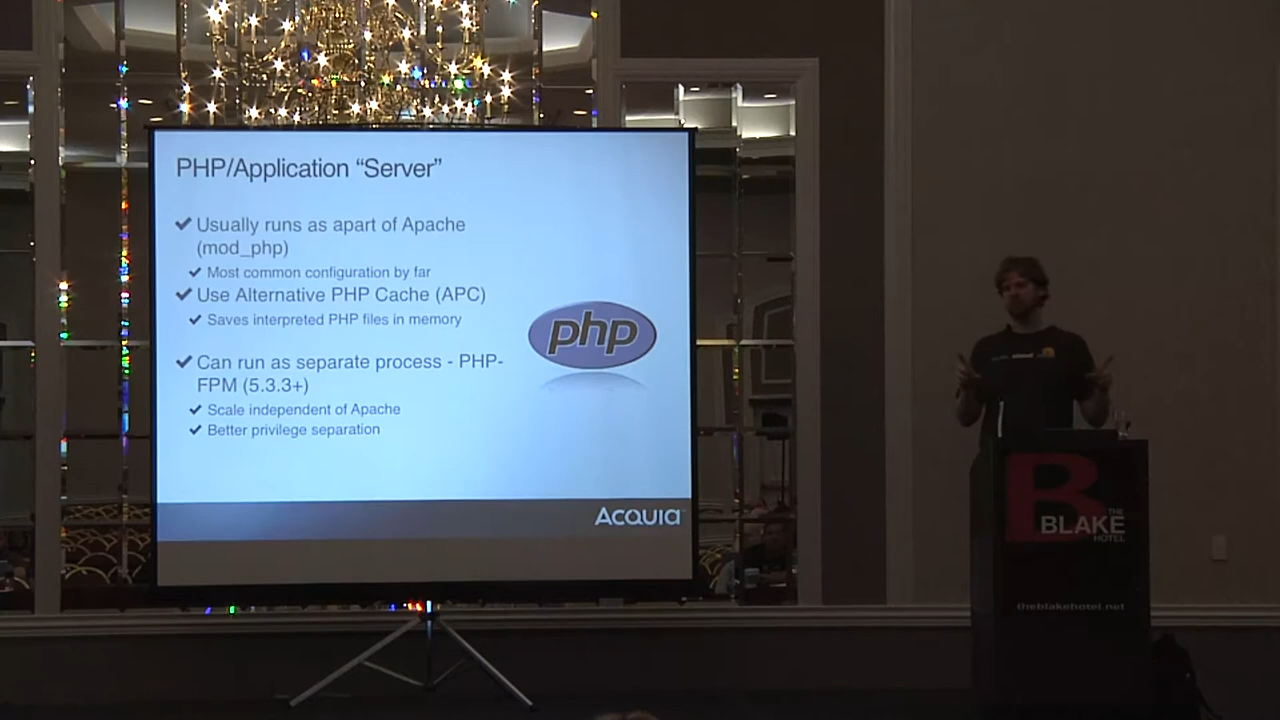 PHP/Application “Server”
Usually runs as apart of Apache
(mod_php)
Most common configuration by far
Use Alternative PHP Cache (APC)
Saves interpreted PHP files in memory
php
Can run as separate process - PHP-
FPM (5.3.3+)
Scale independent of Apache
Better privilege separation
ACQUIA
B
THE
BLAKE
HOTEL
theblakehotel.net